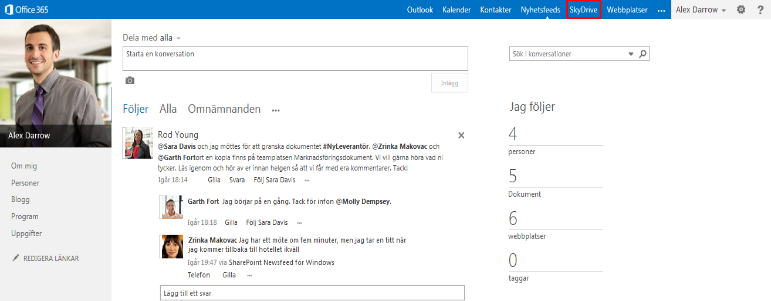 Office 365 Outlook Kalender Kontakter Nyhetsfeeds SkyDrive Webbplatser ··· Alex Darrow ?
Alex Darrow
Om mig
Personer
Blogg
Program
Uppgifter
REDIGERA LÄNKAR
Dela med alla
Starta en konversation
Inlägg
Följer Alla Omnämnanden ···
Rod Young
@Sara Davis och jag möttes för att granska dokumentet #NyLeverantör. @Zrinka Makovac och
@Garth Fortort en kopia finns på teamplatsen Marknadsföringsdokument. Vi vill gärna höra vad ni
tycker. Läs igenom och hör av er innan helgen så att vi får med era kommentarer. Tack!
Igår 18:14 Gilla Svara Följ Sara Davis ···
Garth Fort Jag börjar på en gång. Tack för infon @Molly Dempsey.
Igår 18:18 Gilla Följ Sara Davis ···
Zrinka Makovac Jag har ett möte om fem minuter, men jag tar en titt när
jag kommer tillbaka till hotellet ikväll
Igår 19:47 via SharePoint Newsfeed for Windows
Telefon Gilla ···
Lägg till ett svar
Sök i konversationer
Jag följer
4
personer
5
Dokument
6
webbplatser
0
taggar